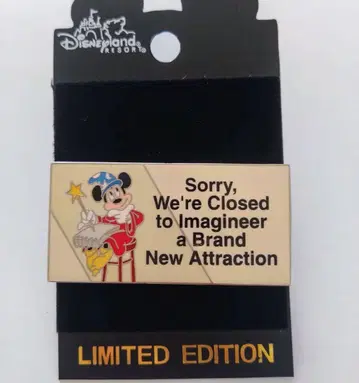 Disneyland
RESORT
Sorry,
We're Closed
to Imagineer
a Brand
New Attraction
LIMITED EDITION